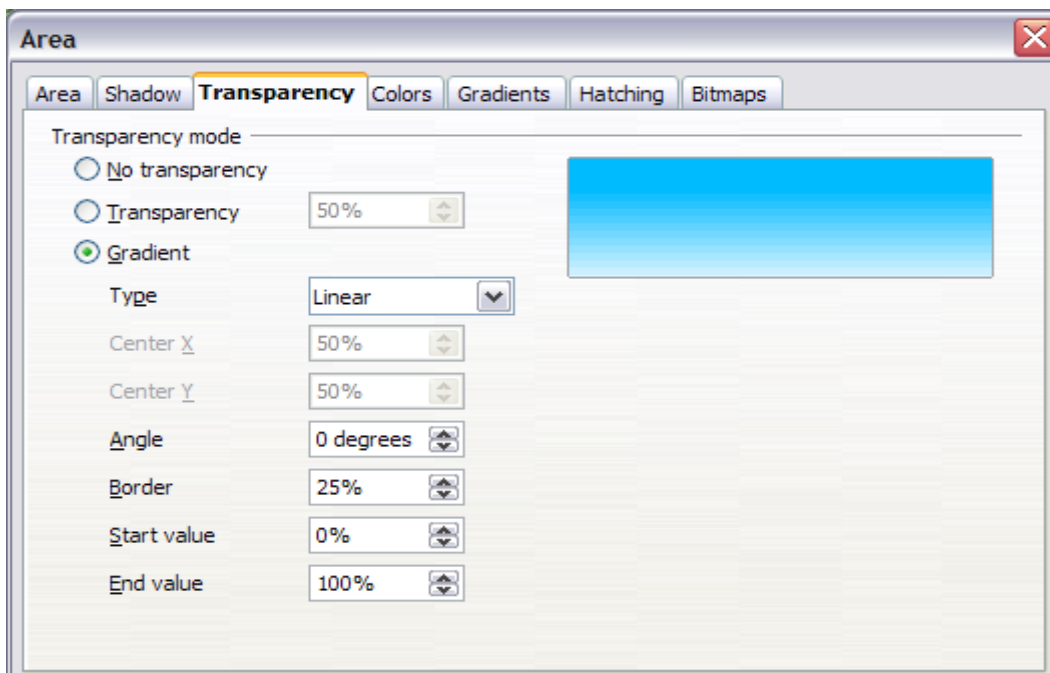 Area
Area Shadow Transparency Colors Gradients Hatching Bitmaps
Transparency mode
No transparency
Transparency 50%
Gradient
Type Linear
Center X 50%
Center Y 50%
Angle 0 degrees
Border 25%
Start value 0%
End value 100%